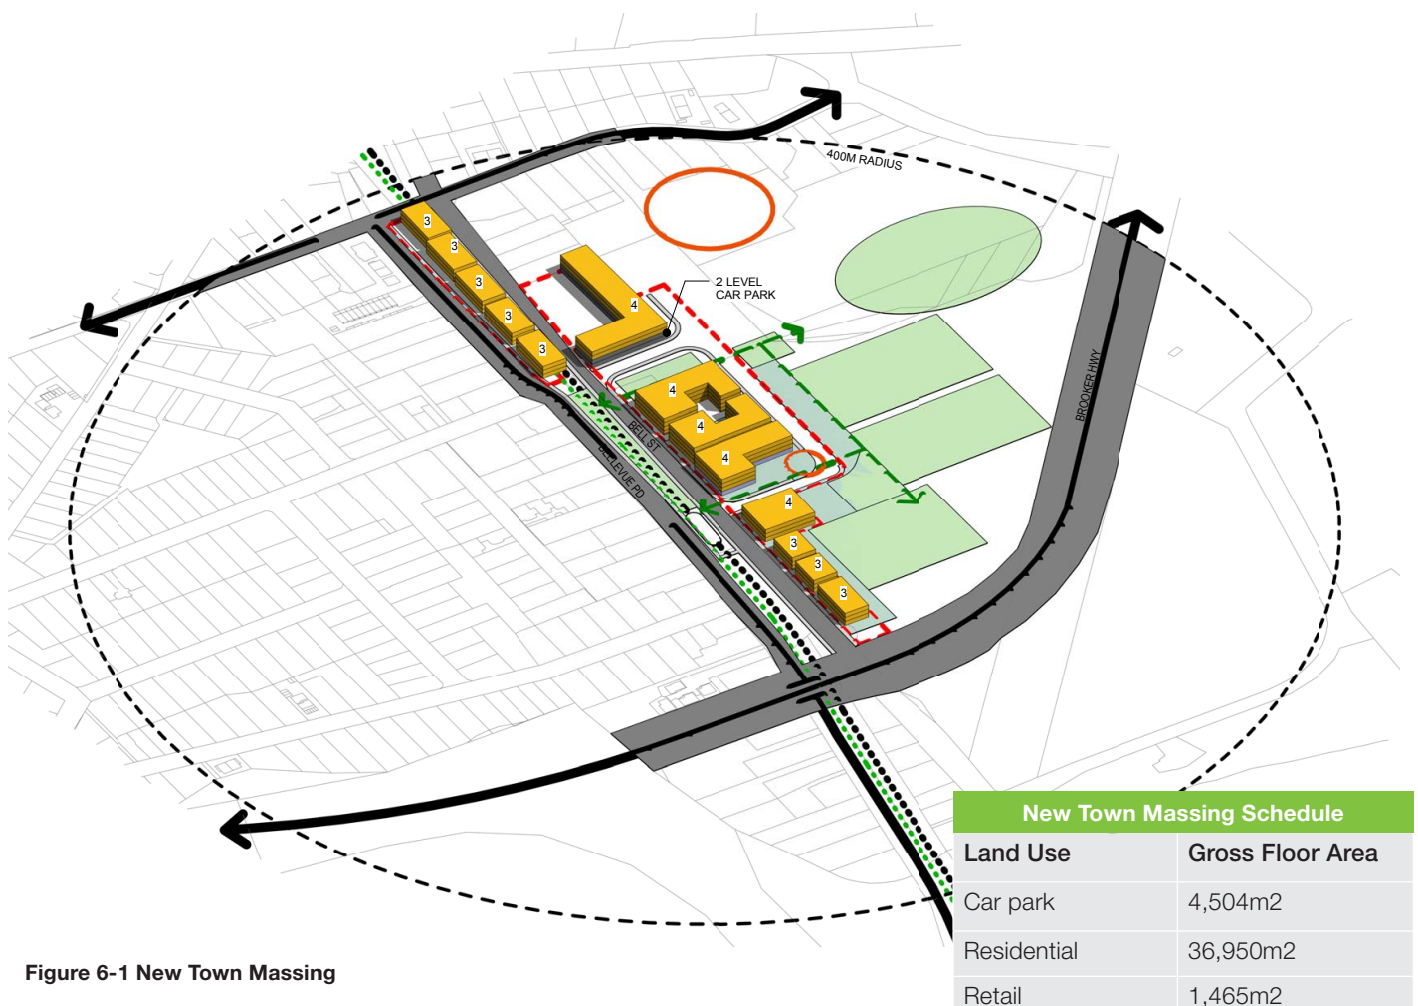 400M RADIUS
3
3
3
3
3
4
2 LEVEL
CAR PARK
BROOKER HWY
4
4
4
BELL ST
BELLEVUE PD
4
3
3
3
New Town Massing Schedule
Land Use Gross Floor Area
Car park 4,504m2
Residential 36,950m2
Retail 1,465m2
Figure 6-1 New Town Massing